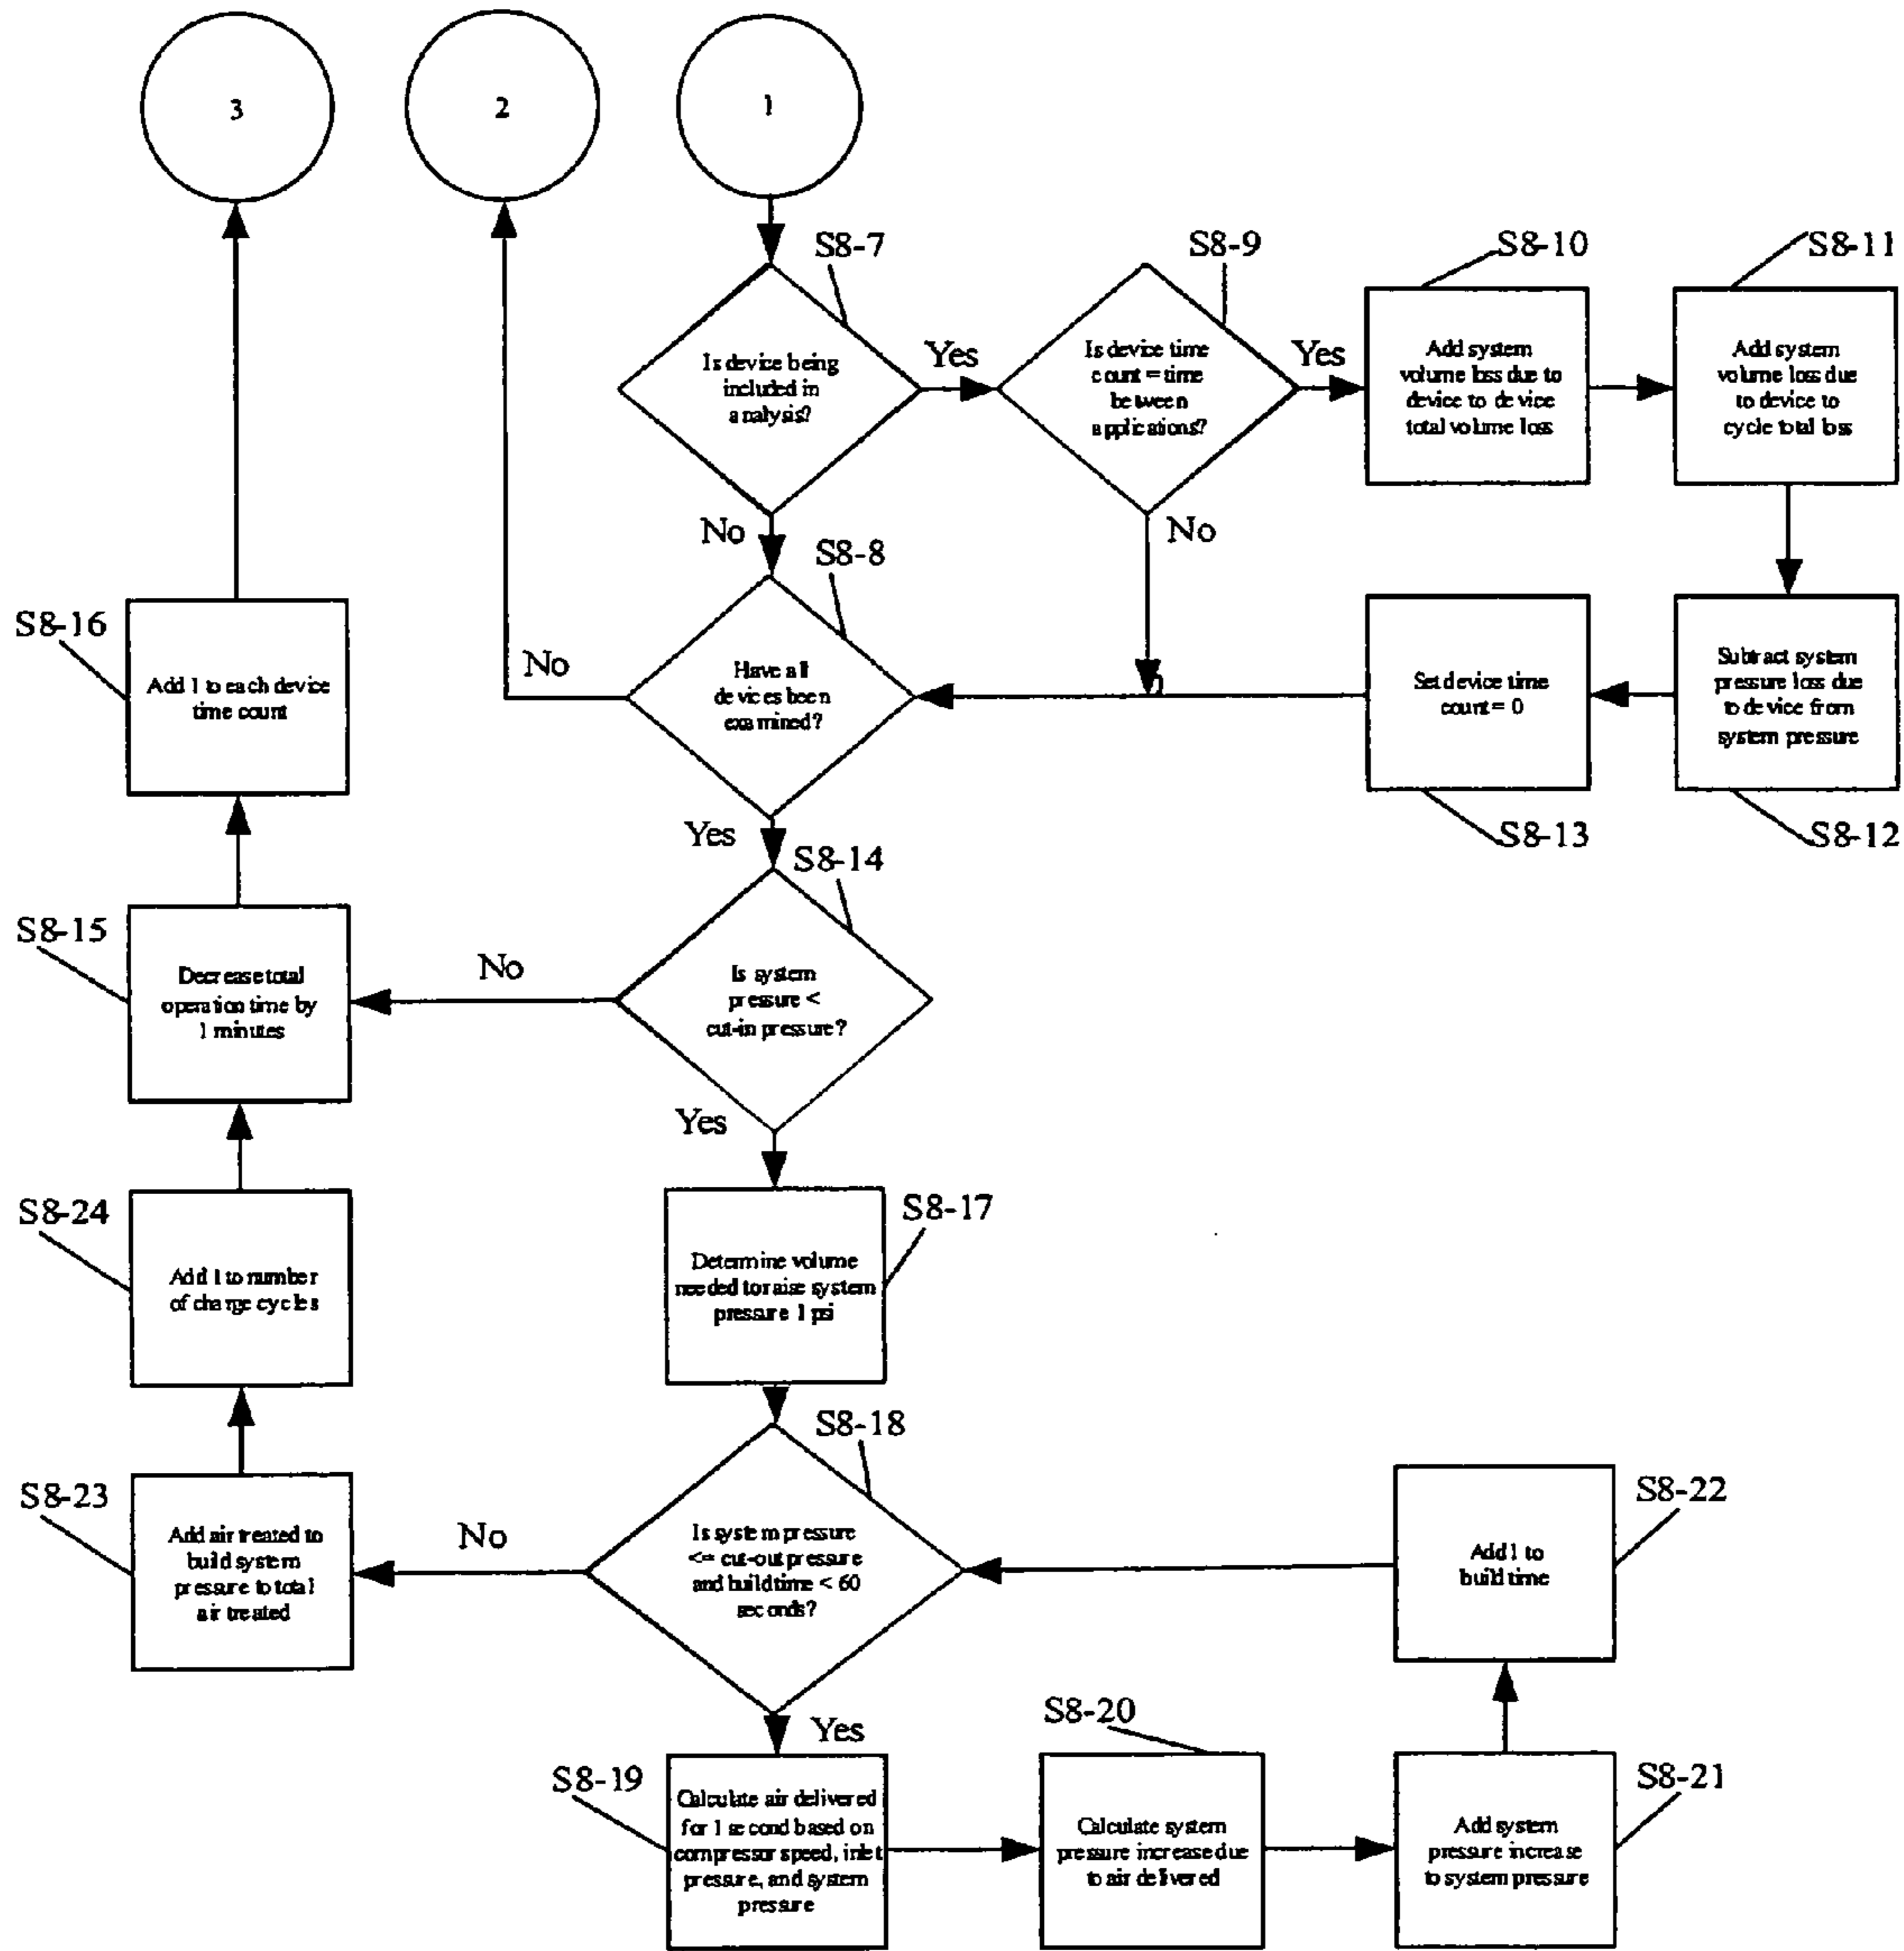 3
2
1
S8-7
Is device being
included in
analysis?
Yes
No
S8-9
Is device time
count = time
between
applications?
Yes
No
S8-10
Add system
volume loss due to
device to device
total volume loss
S8-11
Add system
volume loss due
to device to
cycle total loss
S8-8
Have all
devices been
examined?
No
Yes
Set device time
count = 0
S8-13
Subtract system
pressure loss due
to device from
system pressure
S8-12
S8-16
Add 1 to each device
time count
S8-14
Is system
pressure <
cut-in pressure?
No
Yes
S8-15
Decrease total
operation time by
1 minutes
S8-17
Determine volume
needed to raise system
pressure 1 psi
S8-24
Add 1 to number
of charge cycles
S8-18
Is system pressure
<= cut-out pressure
and build time < 60
seconds?
No
Yes
S8-23
Add air treated to
build system
pressure to total
air treated
S8-22
Add 1 to
build time
S8-19
Calculate air delivered
for 1 second based on
compressor speed, inlet
pressure, and system
pressure
S8-20
Calculate system
pressure increase due
to air delivered
S8-21
Add system
pressure increase
to system pressure